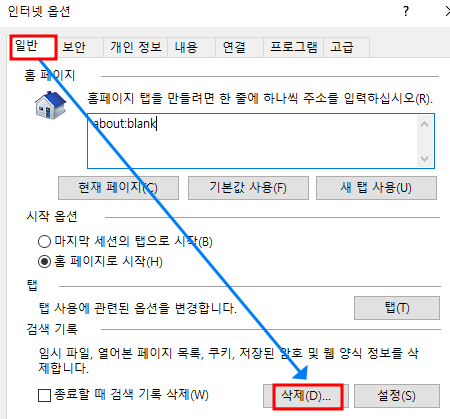 인터넷 옵션 ? ×
일반 보안 개인 정보 내용 연결 프로그램 고급
홈 페이지
홈페이지 탭을 만들려면 한 줄에 하나씩 주소를 입력하십시오(R).
about:blank
현재 페이지(C) 기본값 사용(F) 새 탭 사용(U)
시작 옵션
마지막 세션의 탭으로 시작(B)
홈 페이지로 시작(H)
탭
탭 사용에 관련된 옵션을 변경합니다. 탭(T)
검색 기록
임시 파일, 열어본 페이지 목록, 쿠키, 저장된 암호 및 웹 양식 정보를 삭
제합니다.
종료할 때 검색 기록 삭제(W) 삭제(D)... 설정(S)